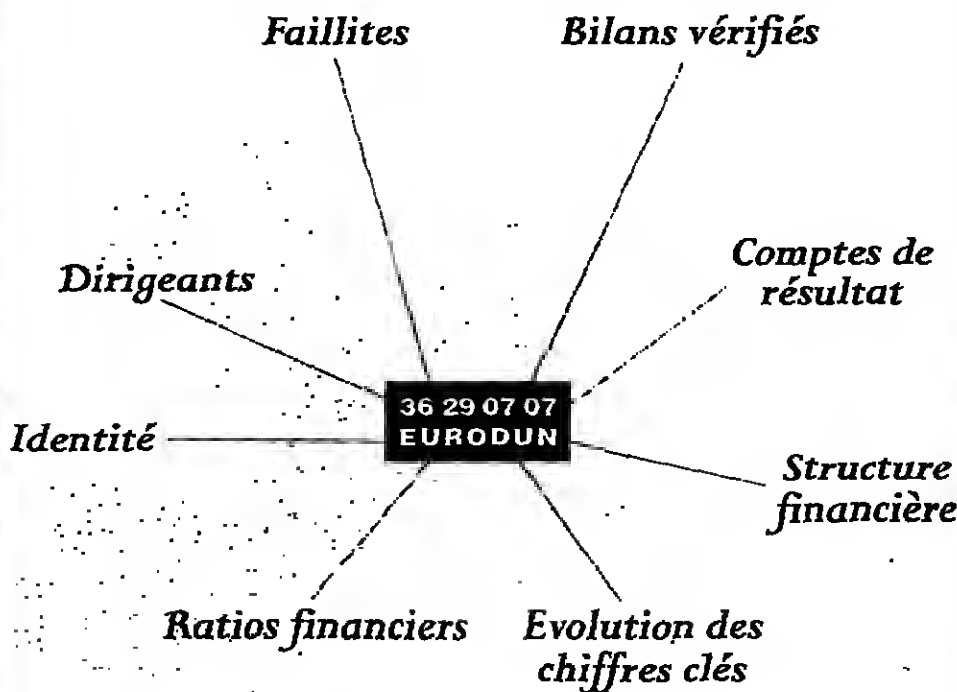 Faillites
Bilans vérifiés
Dirigeants
Comptes de
résultat
36 29 07 07
EURODUN
Identité
Structure
financière
Ratios financiers
Evolution des
chiffres clés